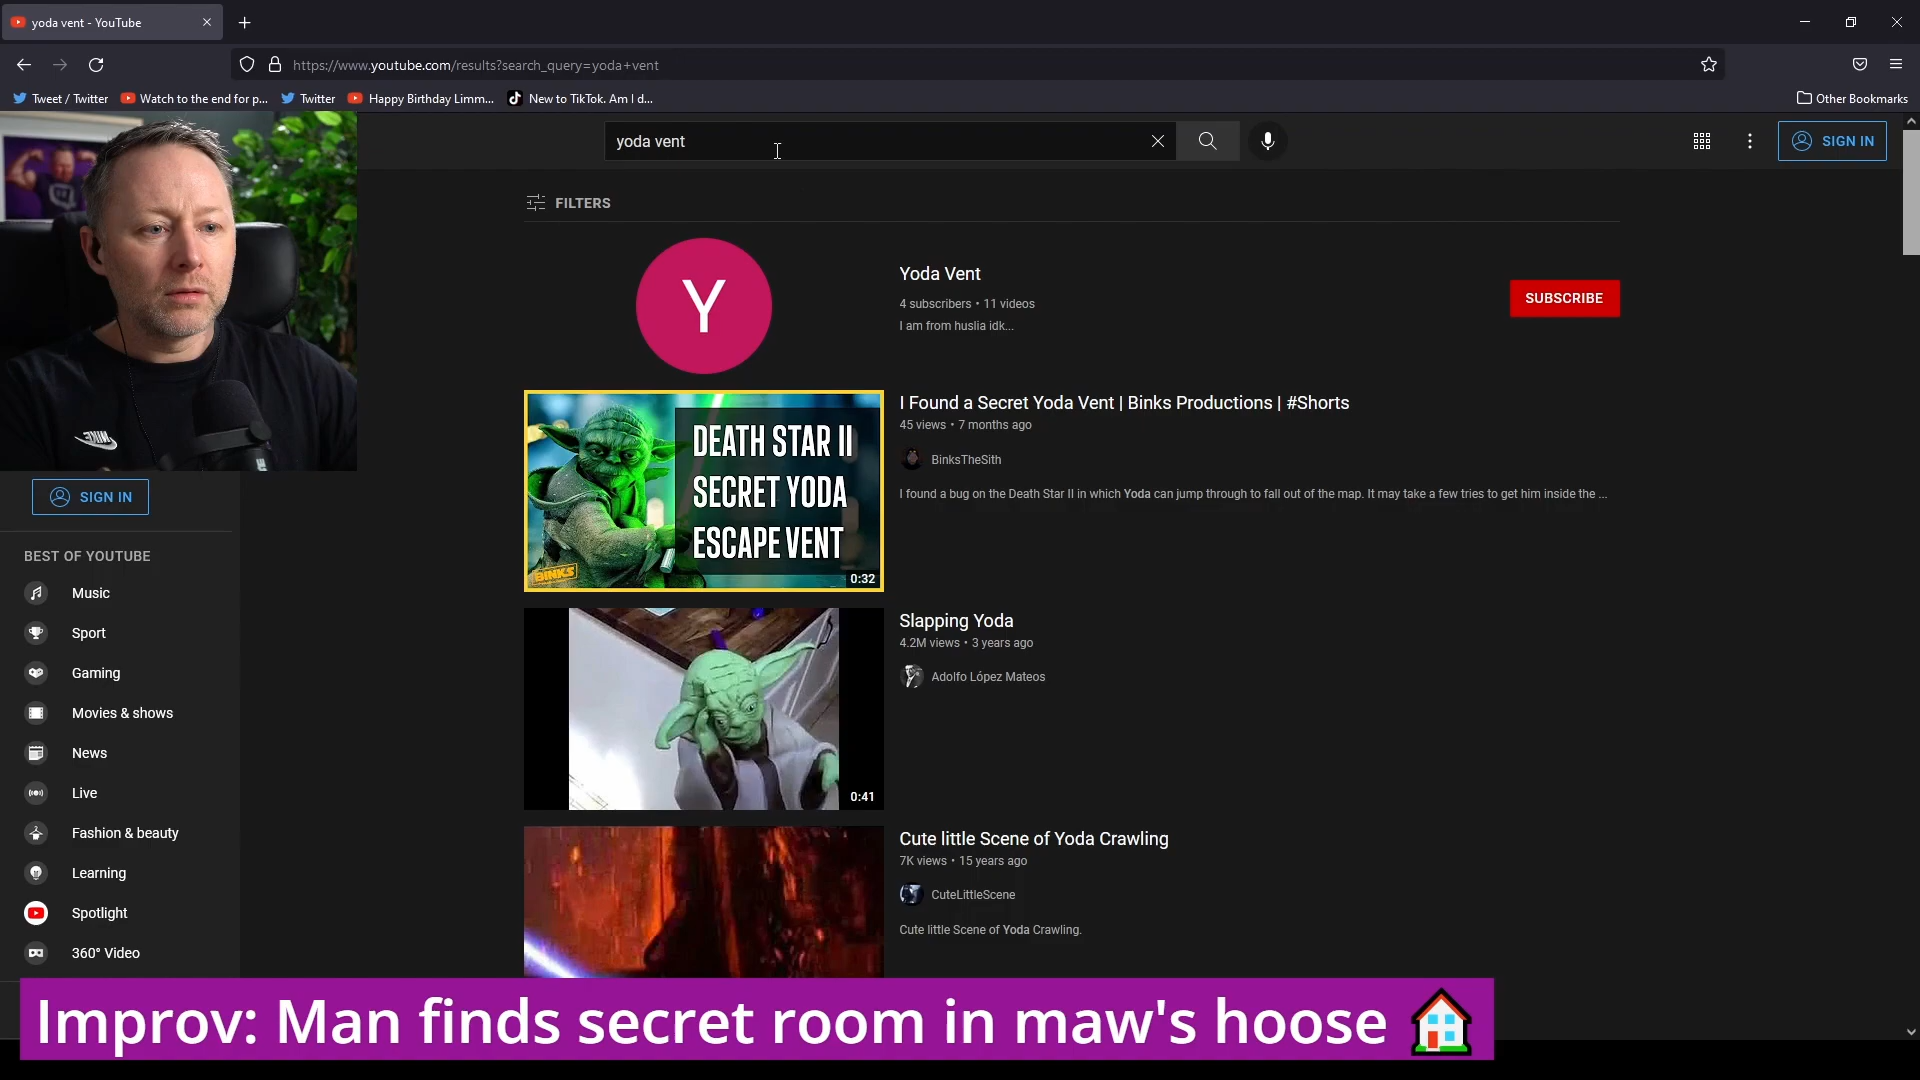 yoda vent - YouTube
https://www.youtube.com/results?search_query=yoda+vent
Tweet / Twitter
Watch to the end for p...
Twitter
Happy Birthday Limm...
New to TikTok. Am I d...
Other Bookmarks
yoda vent
SIGN IN
FILTERS
Y
Yoda Vent
4 subscribers • 11 videos
I am from huslia idk...
SUBSCRIBE
DEATH STAR II
SECRET YODA
ESCAPE VENT
BINKS
0:32
I Found a Secret Yoda Vent | Binks Productions | #Shorts
45 views • 7 months ago
BinksTheSith
I found a bug on the Death Star II in which Yoda can jump through to fall out of the map. It may take a few tries to get him inside the ...
0:41
Slapping Yoda
4.2M views • 3 years ago
Adolfo López Mateos
Cute little Scene of Yoda Crawling
7K views • 15 years ago
CuteLittleScene
Cute little Scene of Yoda Crawling.
SIGN IN
BEST OF YOUTUBE
Music
Sport
Gaming
Movies & shows
News
Live
Fashion & beauty
Learning
Spotlight
360° Video
Improv: Man finds secret room in maw's hoose